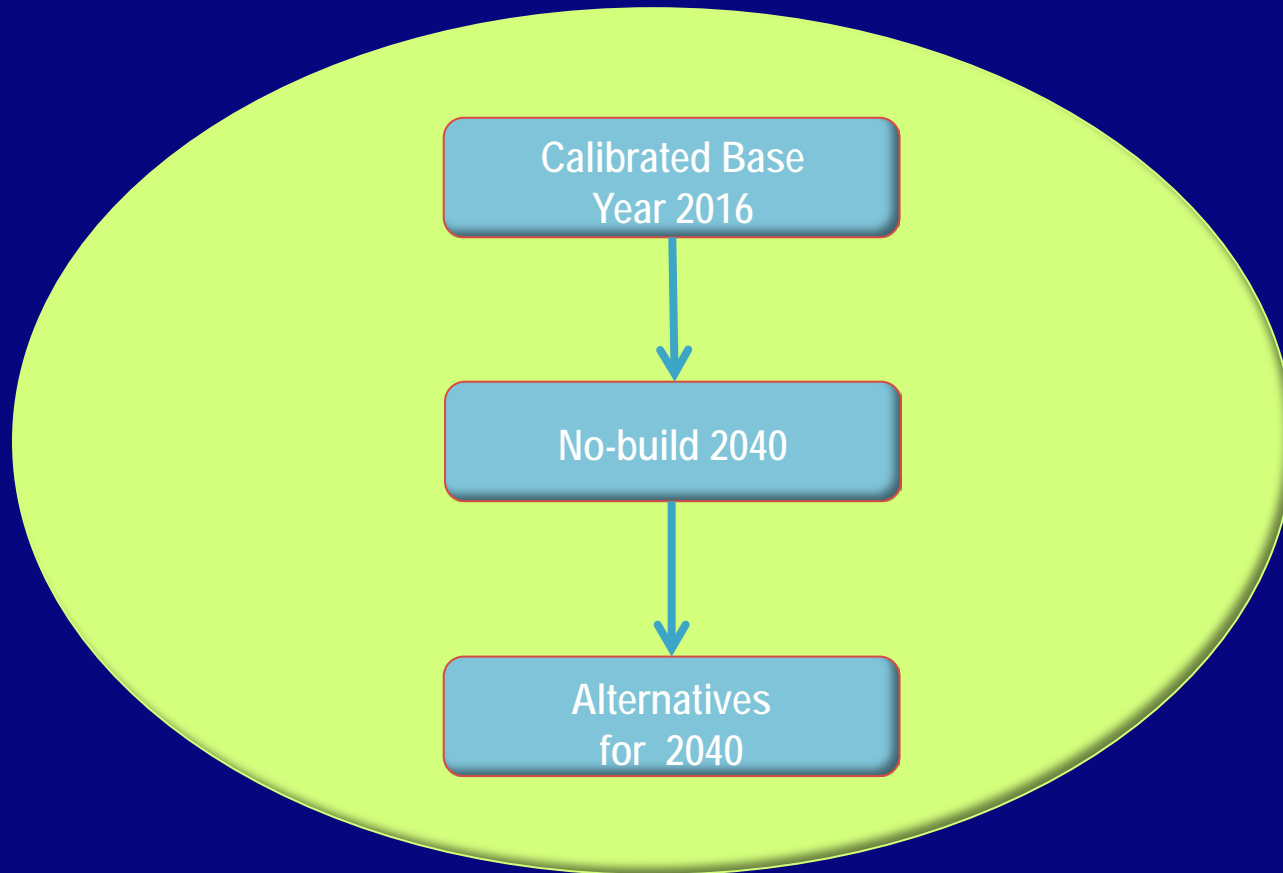 Calibrated Base
Year 2016
No-build 2040
Alternatives
for 2040